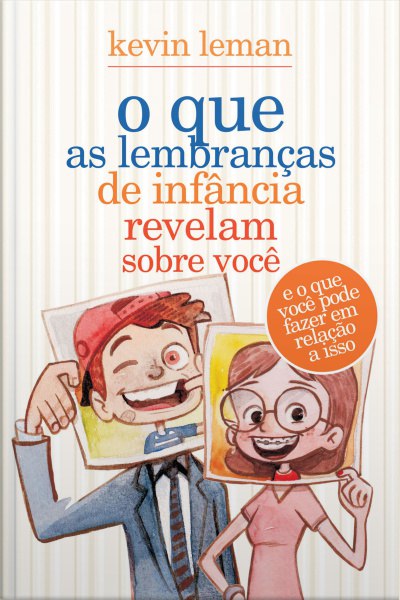 kevin leman
o que
as lembranças
de infância
revelam
sobre você
e o que
você pode
fazer em
relação
a isso